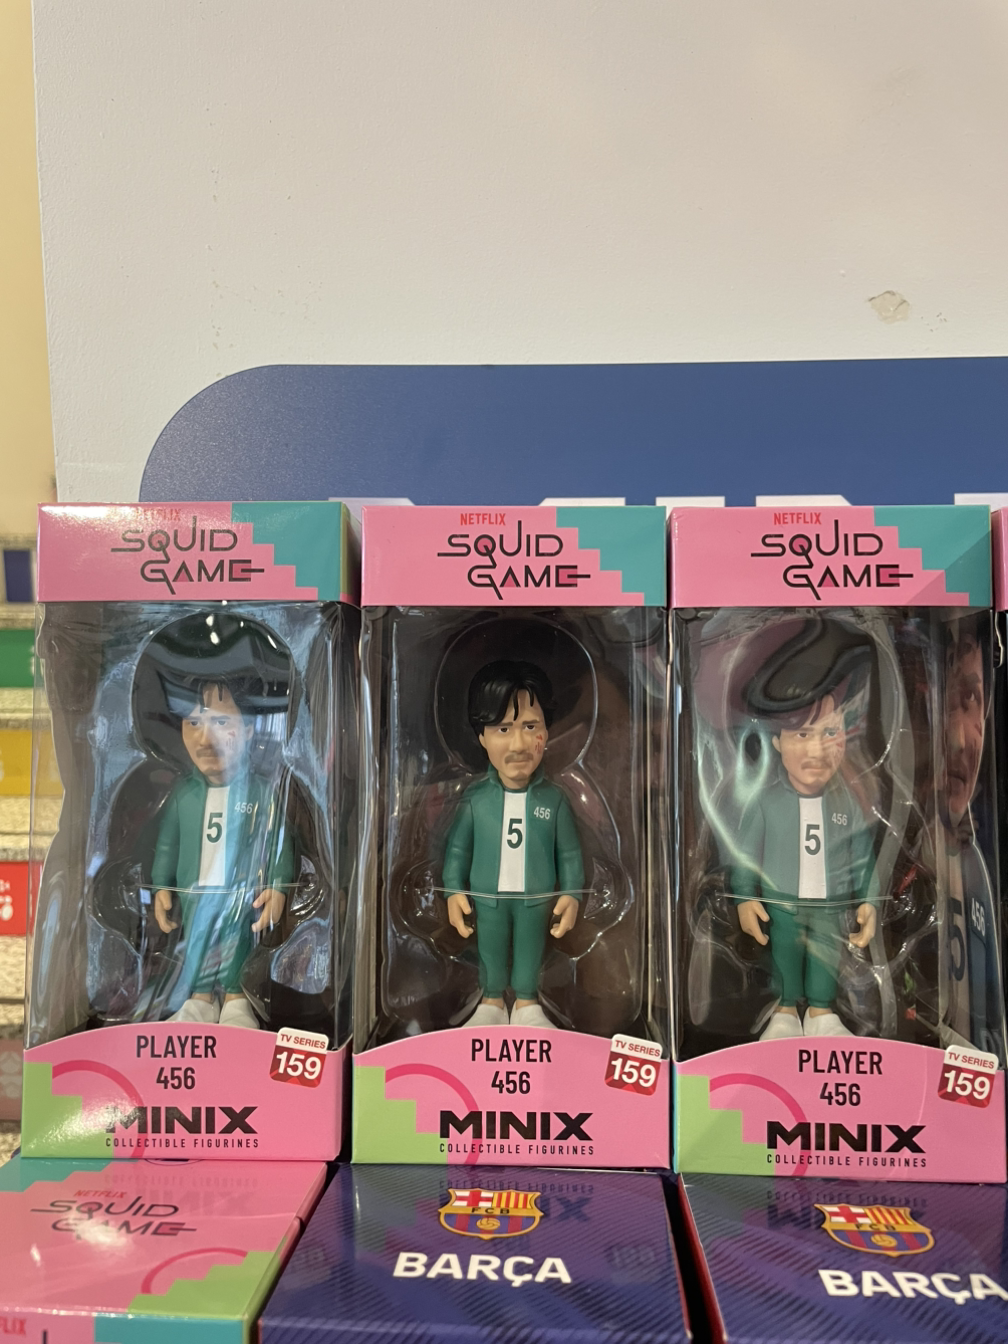 NETFLIX
SQUID
GAME
5
456
PLAYER
456
TV SERIES
159
MINIX
COLLECTIBLE FIGURINES
NETFLIX
SQUID
GAME
5
456
PLAYER
456
TV SERIES
159
MINIX
COLLECTIBLE FIGURINES
NETFLIX
SQUID
GAME
5
456
5
456
PLAYER
456
TV SERIES
159
MINIX
COLLECTIBLE FIGURINES
NETFLIX
SQUID
GAME
FCB
BARÇA
BARÇA